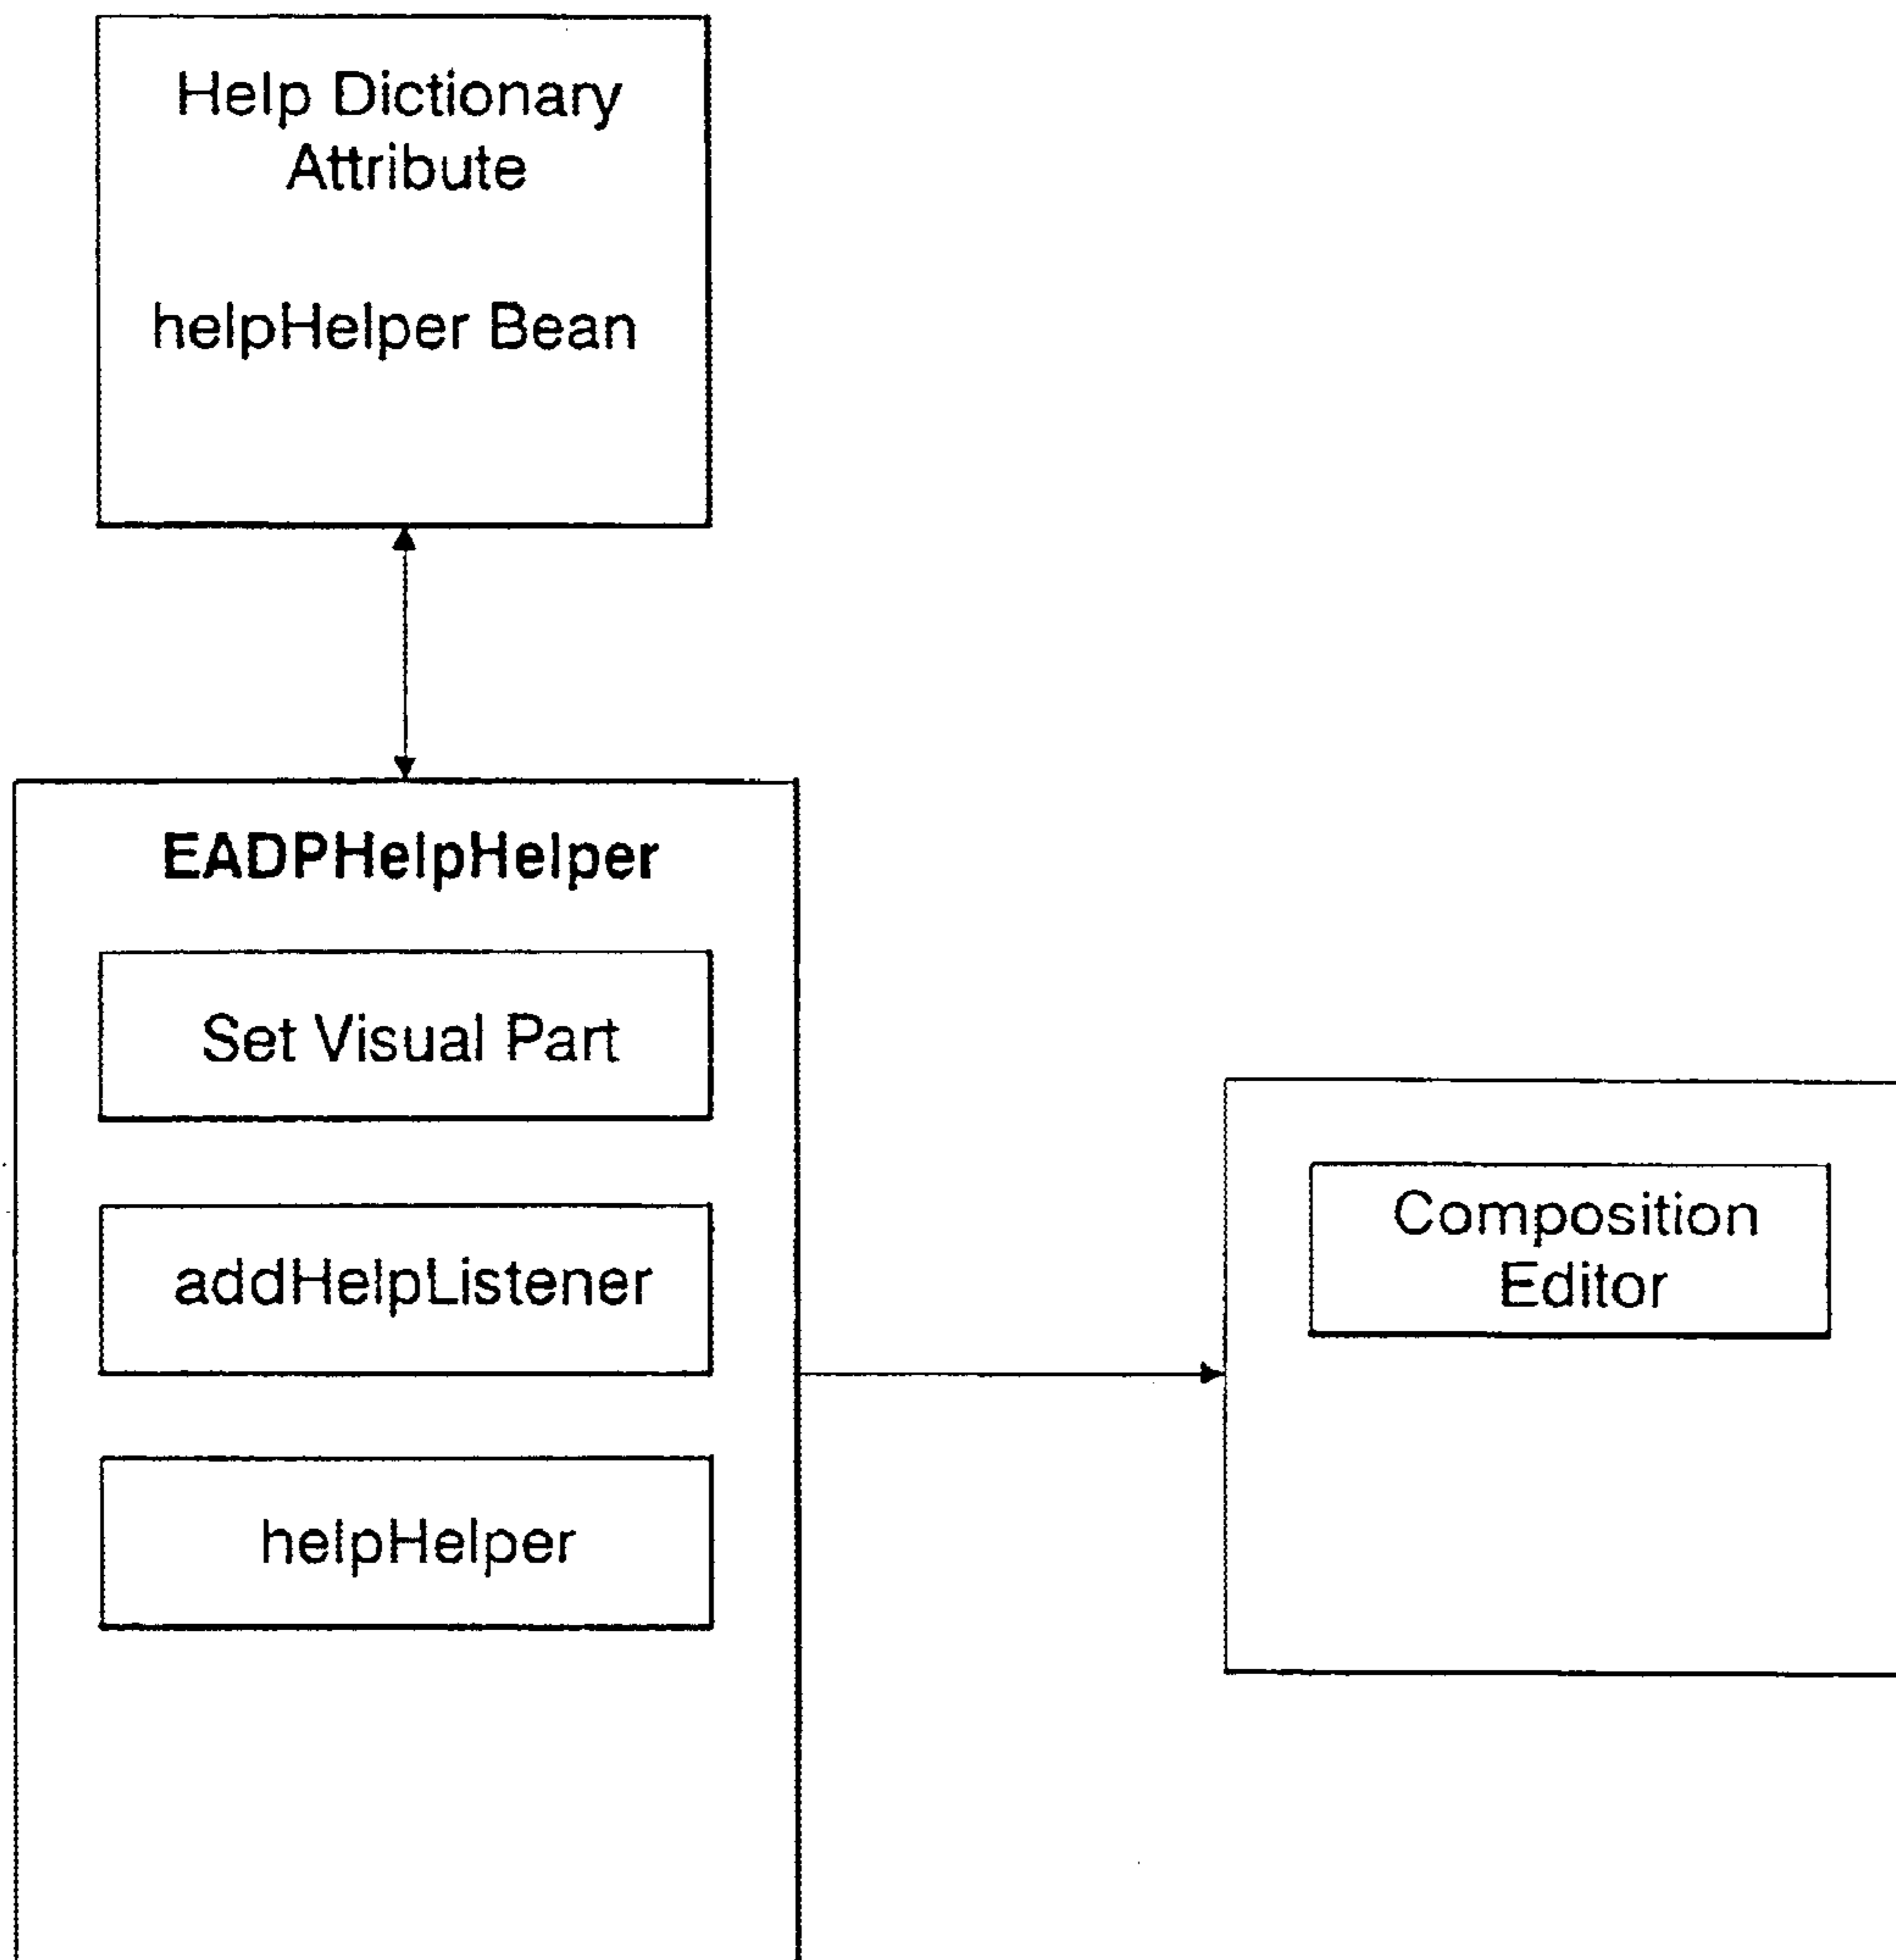 Help Dictionary
Attribute
helpHelper Bean
EADPHelpHelper
Set Visual Part
addHelpListener
helpHelper
Composition
Editor